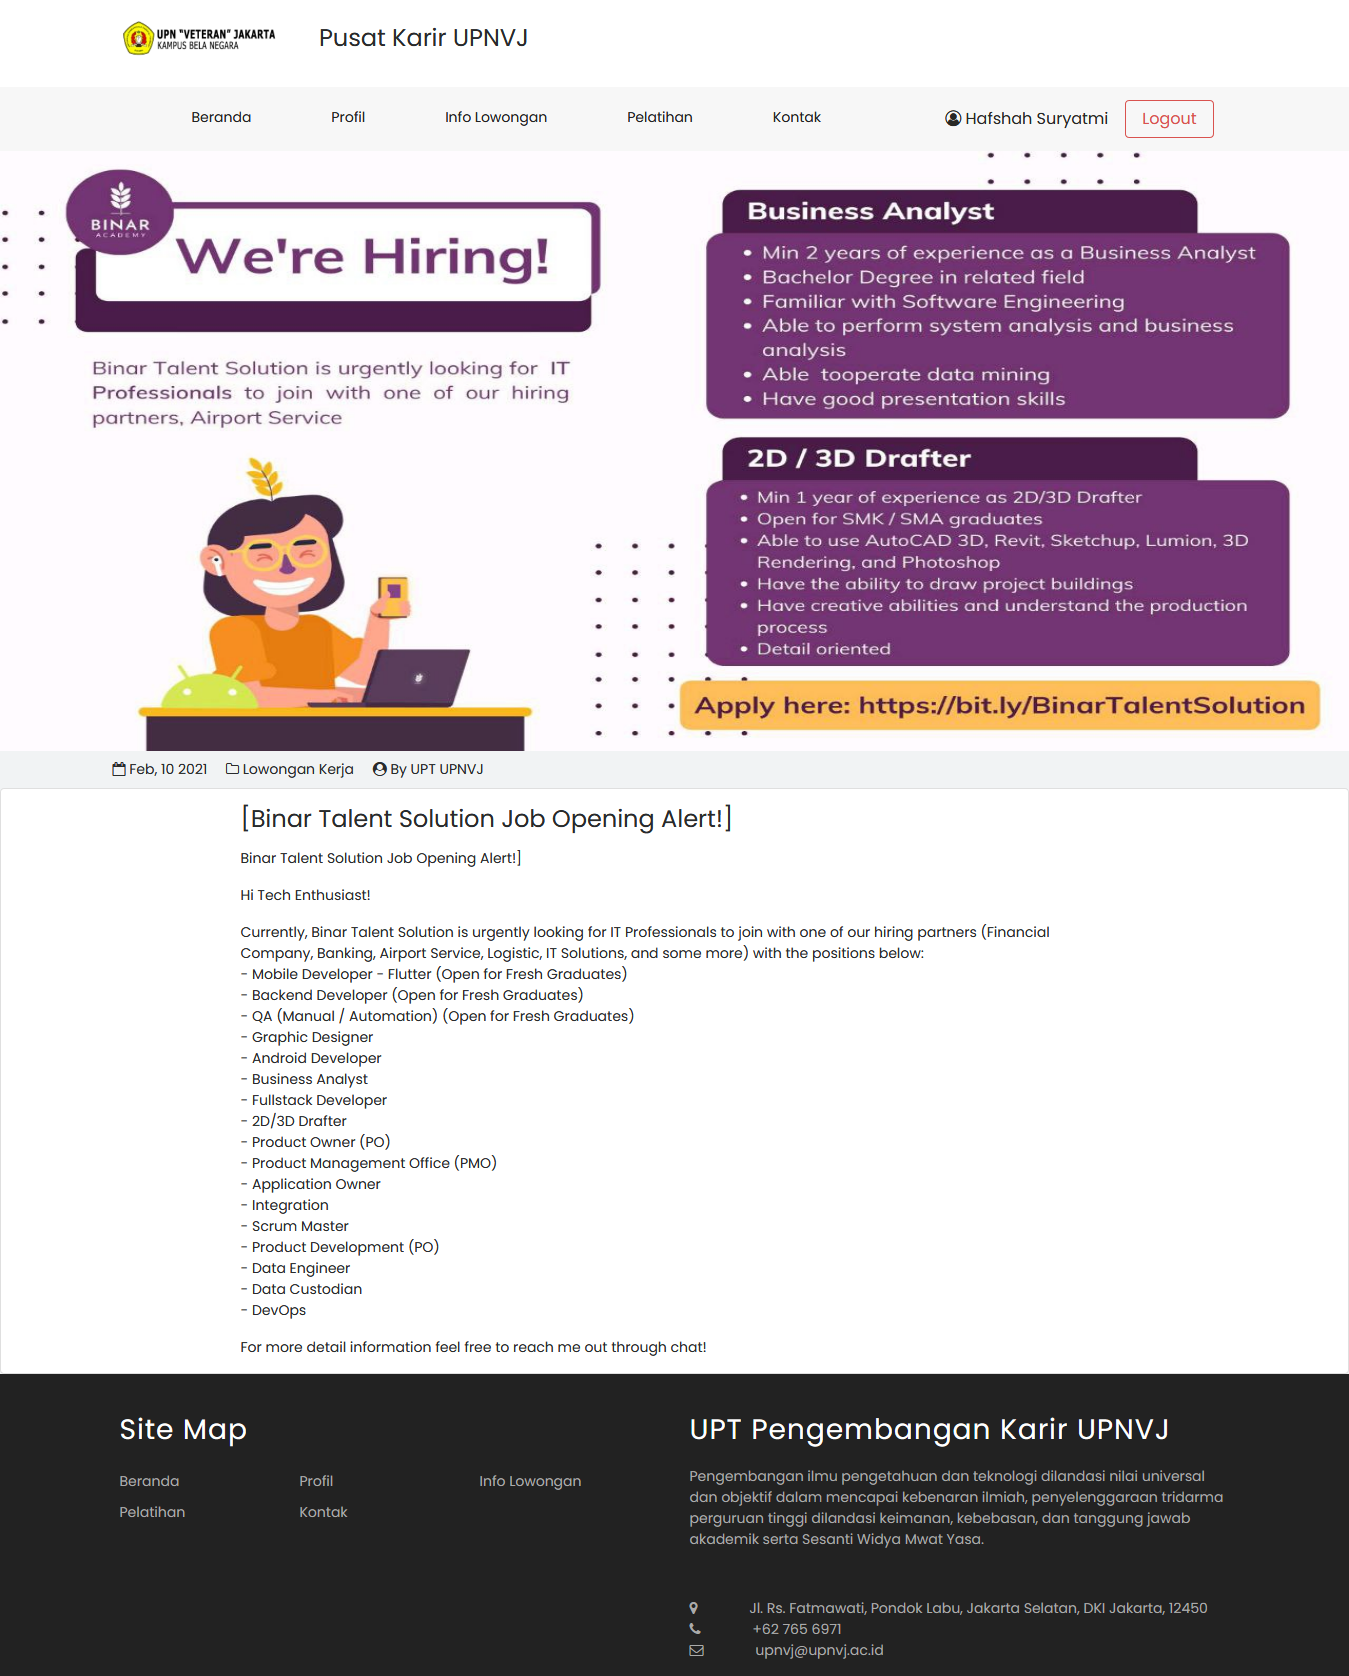 UPN "VETERAN" JAKARTA
KAMPUS BELA NEGARA
Pusat Karir UPNVJ
Beranda
Profil
Info Lowongan
Pelatihan
Kontak
Hafshah Suryatmi
Logout
BINAR
ACADEMY
We're Hiring!
Binar Talent Solution is urgently looking for IT
Professionals to join with one of our hiring
partners, Airport Service
Business Analyst
• Min 2 years of experience as a Business Analyst
• Bachelor Degree in related field
• Familiar with Software Engineering
• Able to perform system analysis and business
analysis
• Able tooperate data mining
• Have good presentation skills
2D / 3D Drafter
• Min 1 year of experience as 2D/3D Drafter
• Open for SMK / SMA graduates
• Able to use AutoCAD 3D, Revit, Sketchup, Lumion, 3D
Rendering, and Photoshop
• Have the ability to draw project buildings
• Have creative abilities and understand the production
process
• Detail oriented
Apply here: https://bit.ly/BinarTalentSolution
Feb, 10 2021
Lowongan Kerja
By UPT UPNVJ
[Binar Talent Solution Job Opening Alert!]
Binar Talent Solution Job Opening Alert!]
Hi Tech Enthusiast!
Currently, Binar Talent Solution is urgently looking for IT Professionals to join with one of our hiring partners (Financial
Company, Banking, Airport Service, Logistic, IT Solutions, and some more) with the positions below:
- Mobile Developer - Flutter (Open for Fresh Graduates)
- Backend Developer (Open for Fresh Graduates)
- QA (Manual / Automation) (Open for Fresh Graduates)
- Graphic Designer
- Android Developer
- Business Analyst
- Fullstack Developer
- 2D/3D Drafter
- Product Owner (PO)
- Product Management Office (PMO)
- Application Owner
- Integration
- Scrum Master
- Product Development (PO)
- Data Engineer
- Data Custodian
- DevOps
For more detail information feel free to reach me out through chat!
Site Map
Beranda
Profil
Info Lowongan
Pelatihan
Kontak
UPT Pengembangan Karir UPNVJ
Pengembangan ilmu pengetahuan dan teknologi dilandasi nilai universal
dan objektif dalam mencapai kebenaran ilmiah, penyelenggaraan tridarma
perguruan tinggi dilandasi keimanan, kebebasan, dan tanggung jawab
akademik serta Sesanti Widya Mwat Yasa.
Jl. Rs. Fatmawati, Pondok Labu, Jakarta Selatan, DKI Jakarta, 12450
+62 765 6971
upnvj@upnvj.ac.id